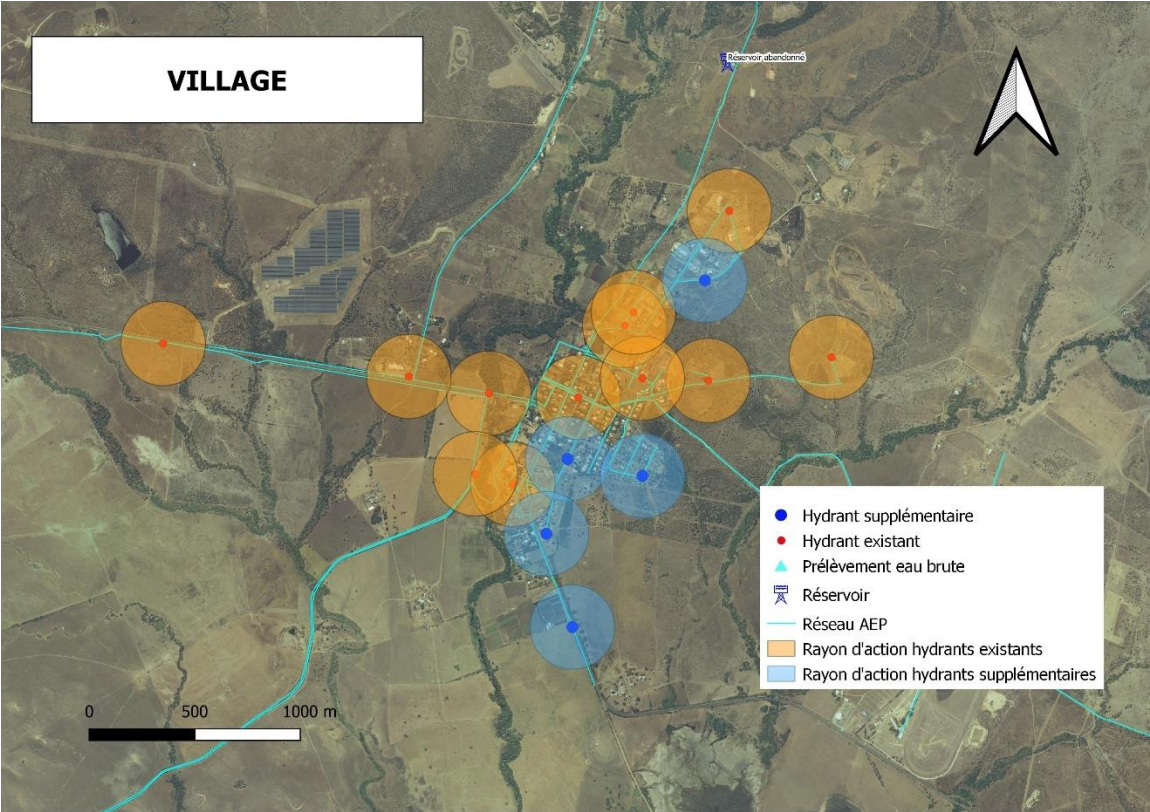 VILLAGE
Réservoir abandonné
Hydrant supplémentaire
Hydrant existant
Prélèvement eau brute
Réservoir
Réseau AEP
Rayon d'action hydrants existants
Rayon d'action hydrants supplémentaires
0 500 1000 m